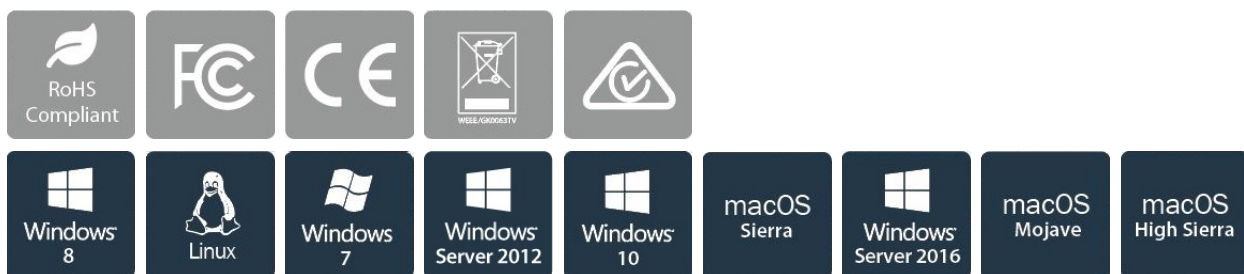 RoHS
Compliant
FC
CE
WEEE/GK0083TV
Windows
8
Linux
Windows
7
Windows
Server 2012
Windows
10
macOS
Sierra
Windows
Server 2016
macOS
Mojave
macOS
High Sierra